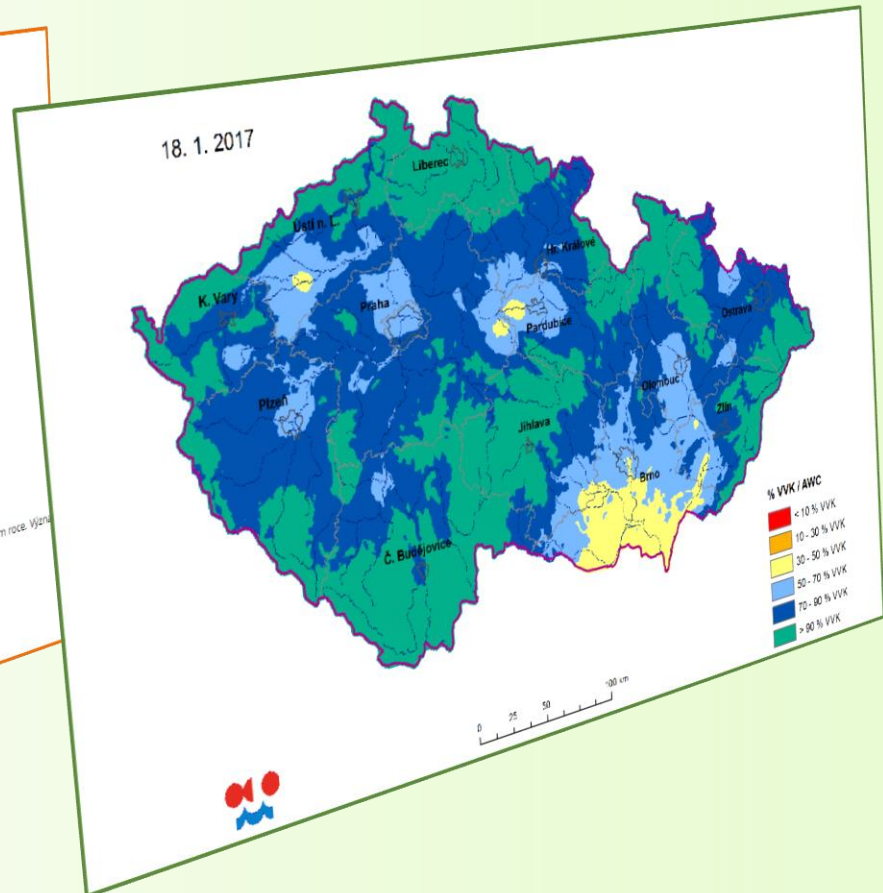 m roce. Význa
18. 1. 2017
Liberec
Ústí n. L.
Hr. Králové
K. Vary
Praha
Pardubice
Ostrava
Olomouc
Plzeň
Zlín
Jihlava
Brno
Č. Budějovice
% VVK / AWC
< 10 % VVK
10 - 30 % VVK
30 - 50 % VVK
50 - 70 % VVK
70 - 90 % VVK
> 90 % VVK
0 25 50 100 km